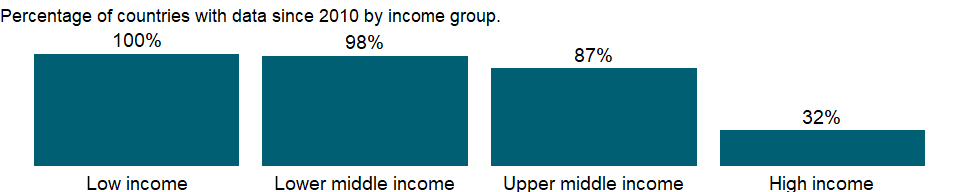 Percentage of countries with data since 2010 by income group.
100%
98%
87%
32%
Low income
Lower middle income
Upper middle income
High income